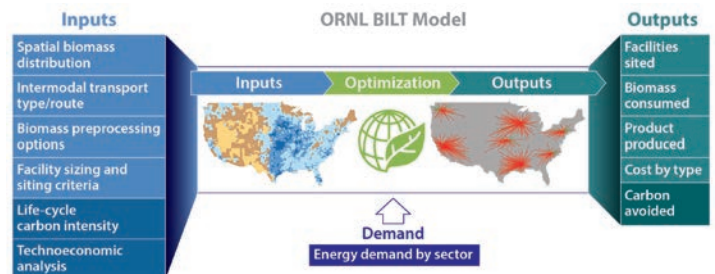 Inputs
ORNL BILT Model
Outputs
Spatial biomass
distribution
Intermodal transport
type/route
Biomass preprocessing
options
Facility sizing and
siting criteria
Life-cycle
carbon intensity
Technoeconomic
analysis
Inputs
Optimization
Outputs
Demand
Energy demand by sector
Facilities
sited
Biomass
consumed
Product
produced
Cost by type
Carbon
avoided